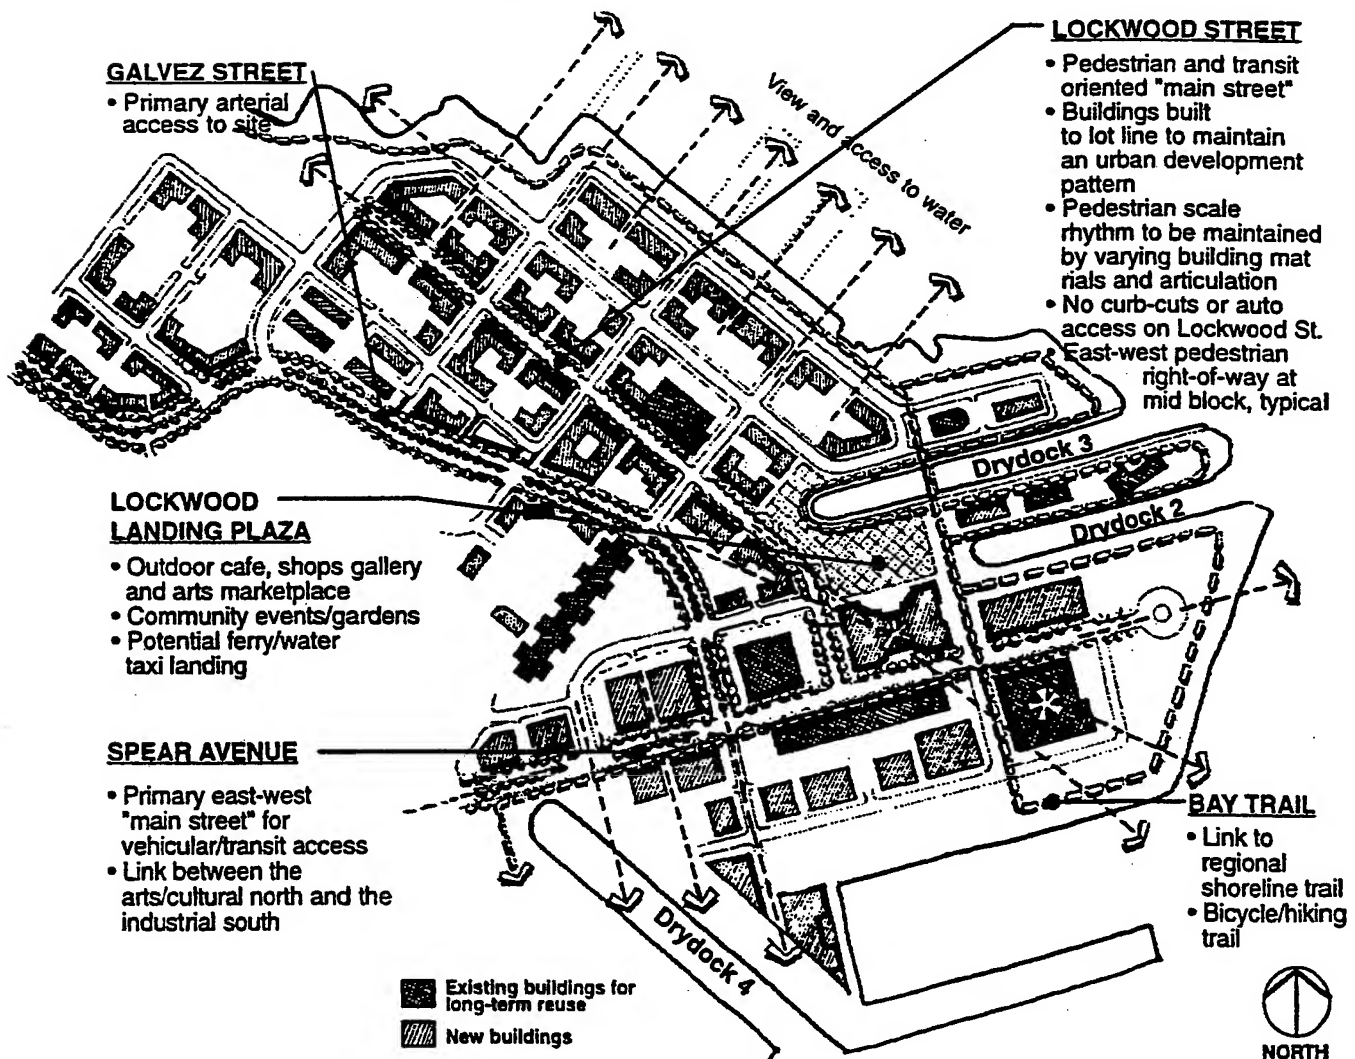 GALVEZ STREET
• Primary arterial
access to site
View and access to water
LOCKWOOD STREET
• Pedestrian and transit
oriented "main street"
• Buildings built
to lot line to maintain
an urban development
pattern
• Pedestrian scale
rhythm to be maintained
by varying building mat
rials and articulation
• No curb-cuts or auto
access on Lockwood St.
East-west pedestrian
right-of-way at
mid block, typical
Drydock 3
Drydock 2
LOCKWOOD
LANDING PLAZA
• Outdoor cafe, shops gallery
and arts marketplace
• Community events/gardens
• Potential ferry/water
taxi landing
SPEAR AVENUE
• Primary east-west
"main street" for
vehicular/transit access
• Link between the
arts/cultural north and the
industrial south
BAY TRAIL
• Link to
regional
shoreline trail
• Bicycle/hiking
trail
Drydock 4
Existing buildings for
long-term reuse
New buildings
NORTH